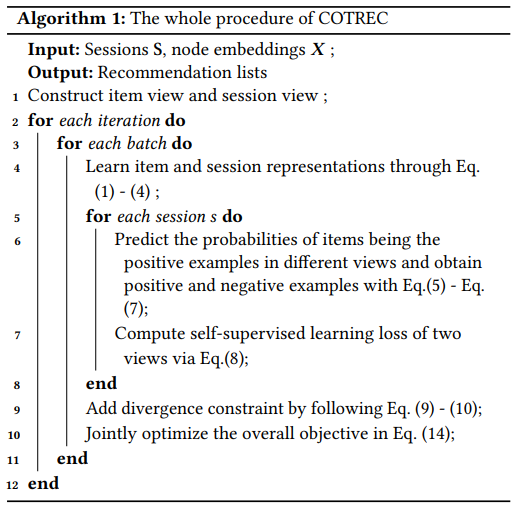 Algorithm 1: The whole procedure of COTREC
Input: Sessions S, node embeddings X ;
Output: Recommendation lists
1 Construct item view and session view ;
2 for each iteration do
3 for each batch do
4 Learn item and session representations through Eq.
(1) - (4) ;
5 for each session s do
6 Predict the probabilities of items being the
positive examples in different views and obtain
positive and negative examples with Eq.(5) - Eq.
(7);
7 Compute self-supervised learning loss of two
views via Eq.(8);
8 end
9 Add divergence constraint by following Eq. (9) - (10);
10 Jointly optimize the overall objective in Eq. (14);
11 end
12 end